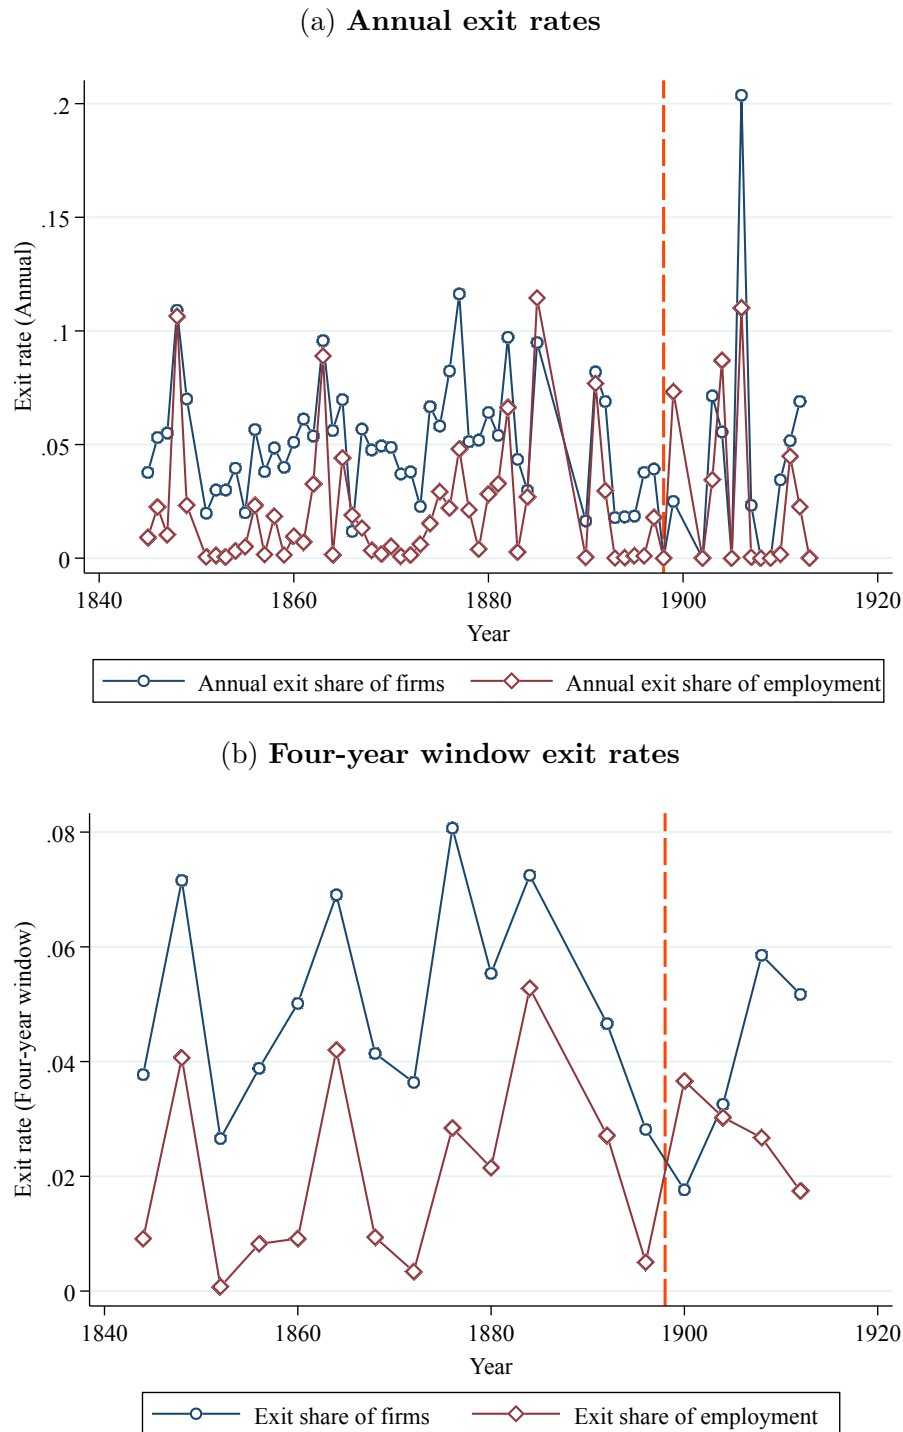 (a) Annual exit rates
.2
.15
.1
.05
0
Exit rate (Annual)
1840 1860 1880 1900 1920
Year
Annual exit share of firms Annual exit share of employment
(b) Four-year window exit rates
.08
.06
.04
.02
0
Exit rate (Four-year window)
1840 1860 1880 1900 1920
Year
Exit share of firms Exit share of employment